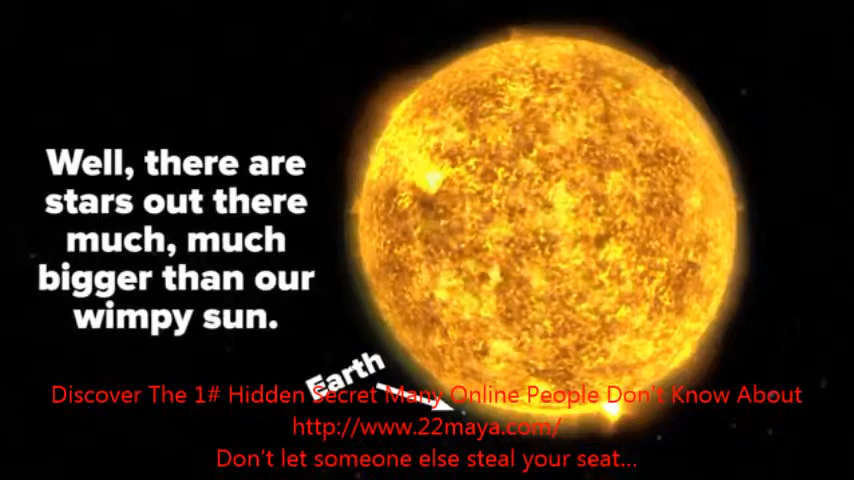 Well, there are
stars out there
much, much
bigger than our
wimpy sun.
Earth
Discover The 1# Hidden Secret Many Online People Don't Know About
http://www.22maya.com/
Don't let someone else steal your seat...